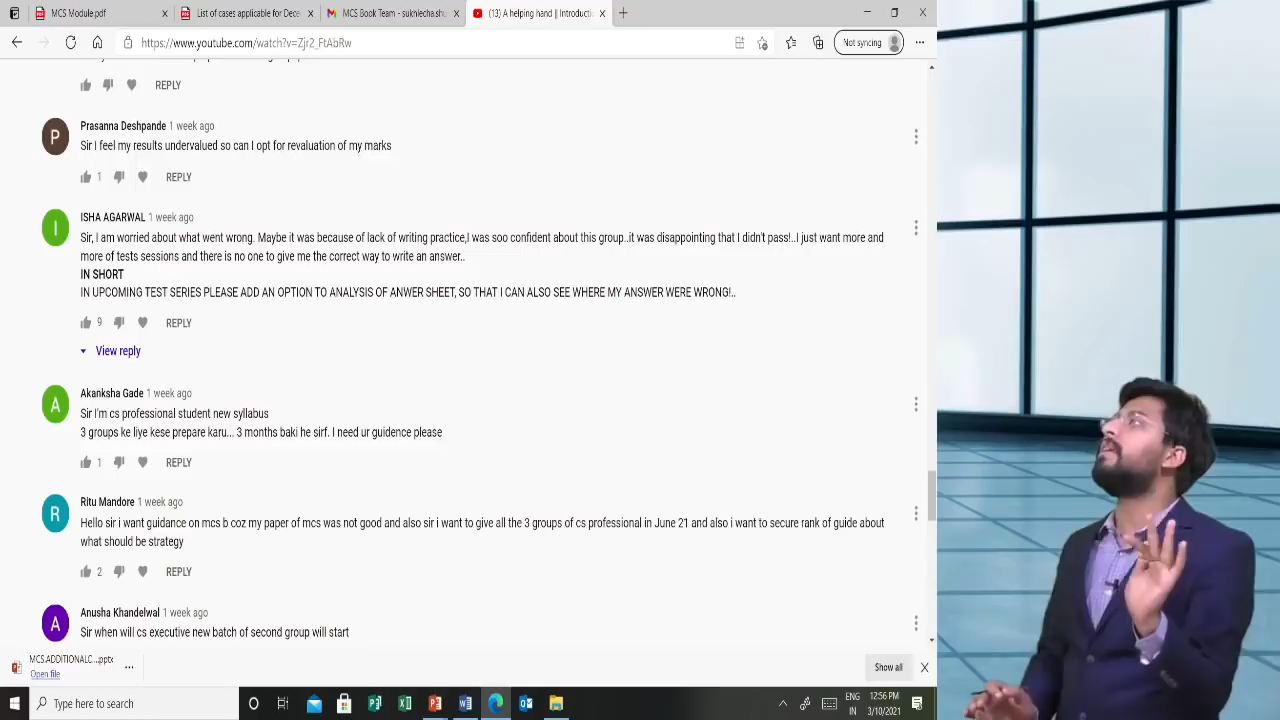 MCS Module.pdf
List of cases applicable for Dece
MCS Book Team - sukhlecha.sh
(13) A helping hand || Introducti
https://www.youtube.com/watch?v=Zjr2_FtAbRw
Not syncing
REPLY
P
Prasanna Deshpande 1 week ago
Sir I feel my results undervalued so can I opt for revaluation of my marks
1 REPLY
I
ISHA AGARWAL 1 week ago
Sir, I am worried about what went wrong. Maybe it was because of lack of writing practice,I was soo confident about this group..it was disappointing that I didn't pass!..I just want more and
more of tests sessions and there is no one to give me the correct way to write an answer..
IN SHORT
IN UPCOMING TEST SERIES PLEASE ADD AN OPTION TO ANALYSIS OF ANWER SHEET, SO THAT I CAN ALSO SEE WHERE MY ANSWER WERE WRONG!..
9 REPLY
View reply
A
Akanksha Gade 1 week ago
Sir I'm cs professional student new syllabus
3 groups ke liye kese prepare karu... 3 months baki he sirf. I need ur guidence please
1 REPLY
R
Ritu Mandore 1 week ago
Hello sir i want guidance on mcs b coz my paper of mcs was not good and also sir i want to give all the 3 groups of cs professional in June 21 and also i want to secure rank of guide about
what should be strategy
2 REPLY
A
Anusha Khandelwal 1 week ago
Sir when will cs executive new batch of second group will start
MCS.ADDITIONALC....pptx
Open file
Show all
Type here to search
ENG
IN
12:56 PM
3/10/2021